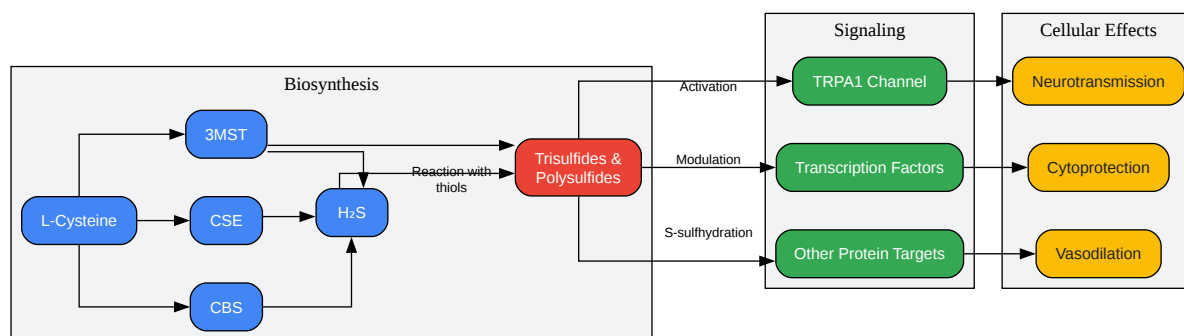 Signaling
Cellular Effects
Biosynthesis
TRPA1 Channel
Neurotransmission
Activation
3MST
Trisulfides &
Polysulfides
Modulation
Transcription Factors
Cytoprotection
Reaction with
thiols
L-Cysteine
CSE
H₂S
S-sulfhydration
Other Protein Targets
Vasodilation
CBS